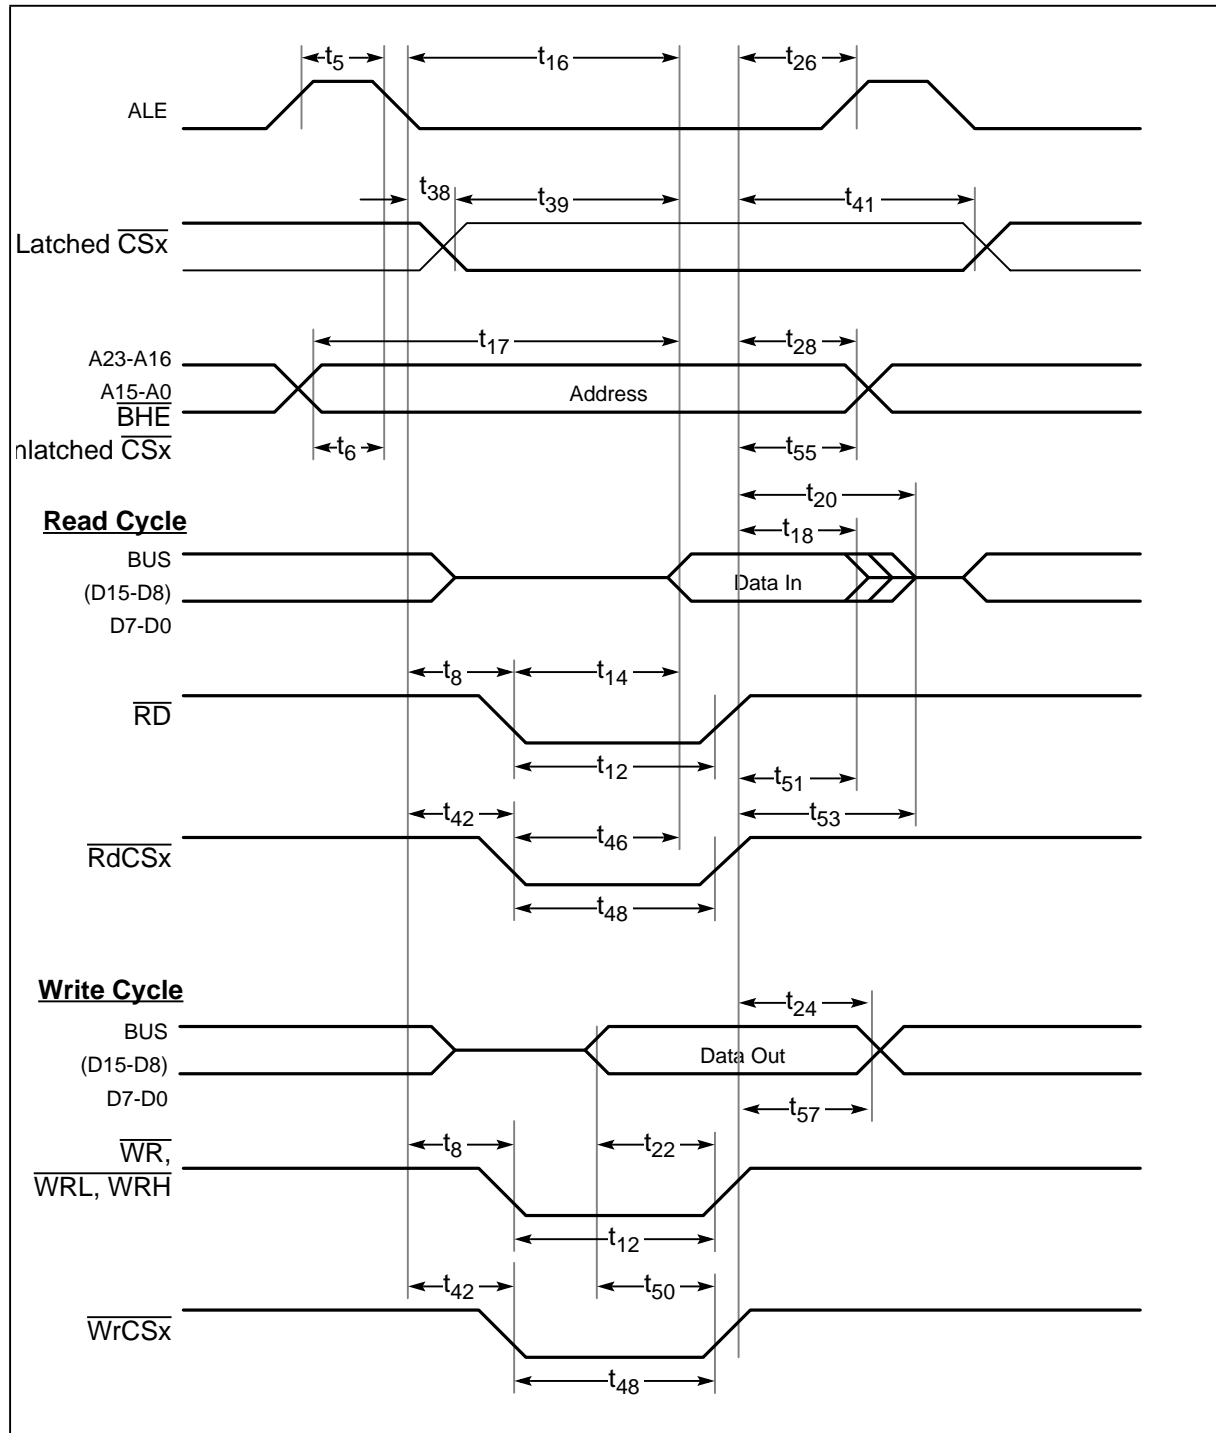 t5 t16 t26
ALE
t38 t39 t41
Latched CSx
t17 t28
A23-A16
A15-A0
Address
BHE
nlatched CSx
t6 t55
t20
Read Cycle
t18
BUS
(D15-D8)
Data In
D7-D0
t8 t14
RD
t12 t51
t42 t53
t46
RdCSx
t48
Write Cycle
t24
BUS
(D15-D8)
Data Out
D7-D0
t57
WR,
t8 t22
WRL, WRH
t12
t42 t50
WrCSx
t48